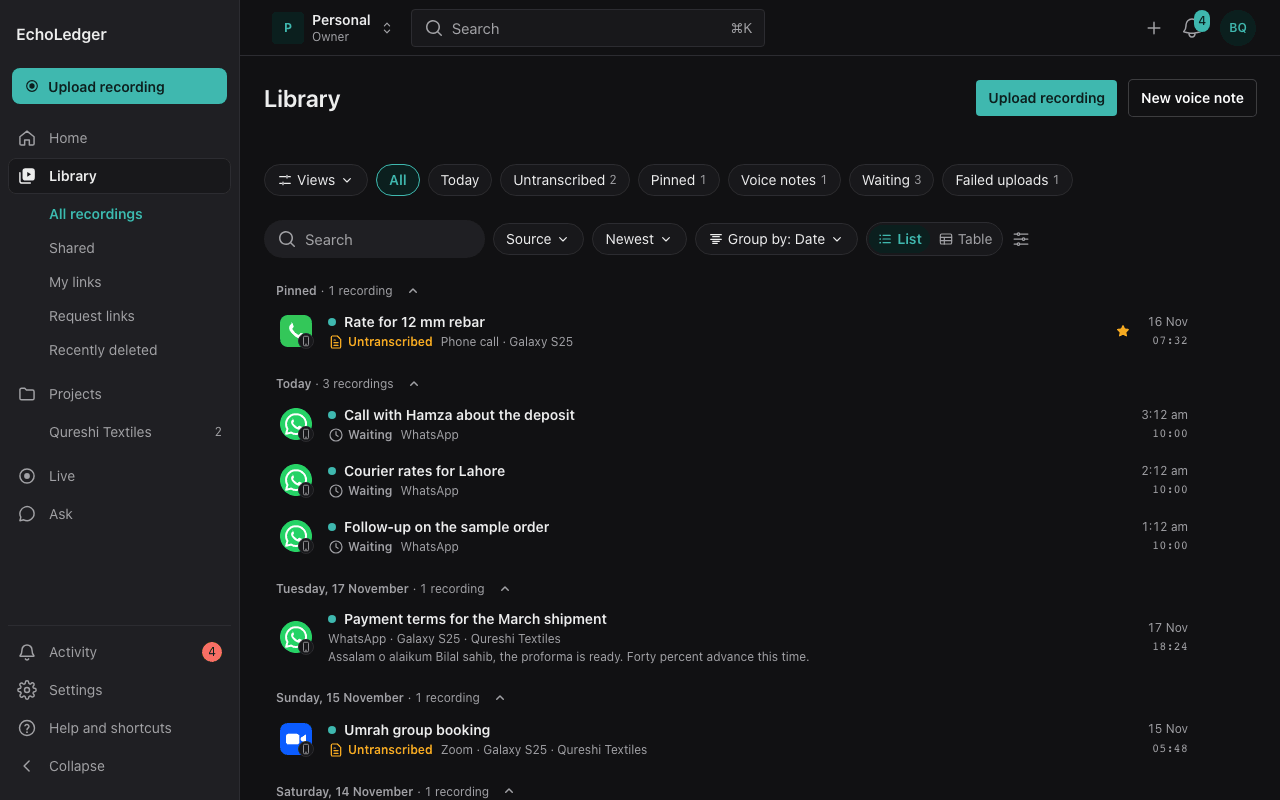 EchoLedger
Upload recording
Home
Library
All recordings
Shared
My links
Request links
Recently deleted
Projects
Qureshi Textiles 2
Live
Ask
Activity 4
Settings
Help and shortcuts
Collapse
P Personal
Owner
Search ⌘K
4
BQ
Library
Upload recording
New voice note
Views All Today Untranscribed 2 Pinned 1 Voice notes 1 Waiting 3 Failed uploads 1
Search Source Newest Group by: Date List Table
Pinned · 1 recording
Rate for 12 mm rebar 16 Nov
Untranscribed Phone call · Galaxy S25 07:32
Today · 3 recordings
Call with Hamza about the deposit 3:12 am
Waiting WhatsApp 10:00
Courier rates for Lahore 2:12 am
Waiting WhatsApp 10:00
Follow-up on the sample order 1:12 am
Waiting WhatsApp 10:00
Tuesday, 17 November · 1 recording
Payment terms for the March shipment 17 Nov
WhatsApp · Galaxy S25 · Qureshi Textiles 18:24
Assalam o alaikum Bilal sahib, the proforma is ready. Forty percent advance this time.
Sunday, 15 November · 1 recording
Umrah group booking 15 Nov
Untranscribed Zoom · Galaxy S25 · Qureshi Textiles 05:48
Saturday, 14 November · 1 recording